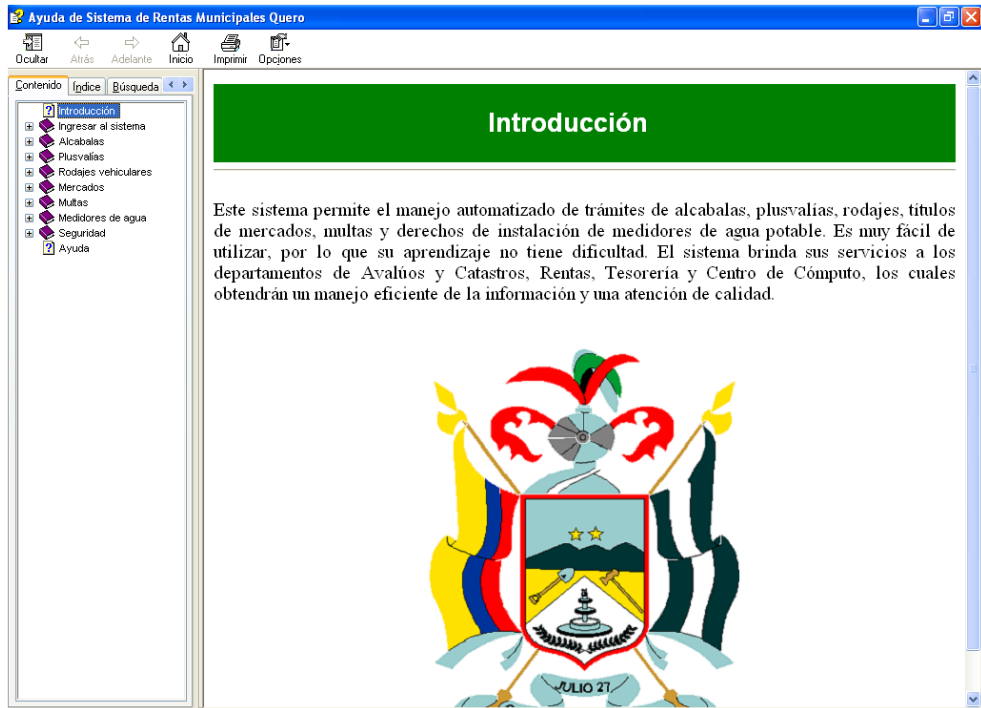 Ayuda de Sistema de Rentas Municipales Quero
Ocultar Atrás Adelante Inicio Imprimir Opciones
Contenido Índice Búsqueda
Introducción
Ingresar al sistema
Alcabalas
Plusvalías
Rodajes vehiculares
Mercados
Multas
Medidores de agua
Seguridad
Ayuda
Introducción
Este sistema permite el manejo automatizado de trámites de alcabalas, plusvalías, rodajes, títulos
de mercados, multas y derechos de instalación de medidores de agua potable. Es muy fácil de
utilizar, por lo que su aprendizaje no tiene dificultad. El sistema brinda sus servicios a los
departamentos de Avalúos y Catastros, Rentas, Tesorería y Centro de Cómputo, los cuales
obtendrán un manejo eficiente de la información y una atención de calidad.
JULIO 27